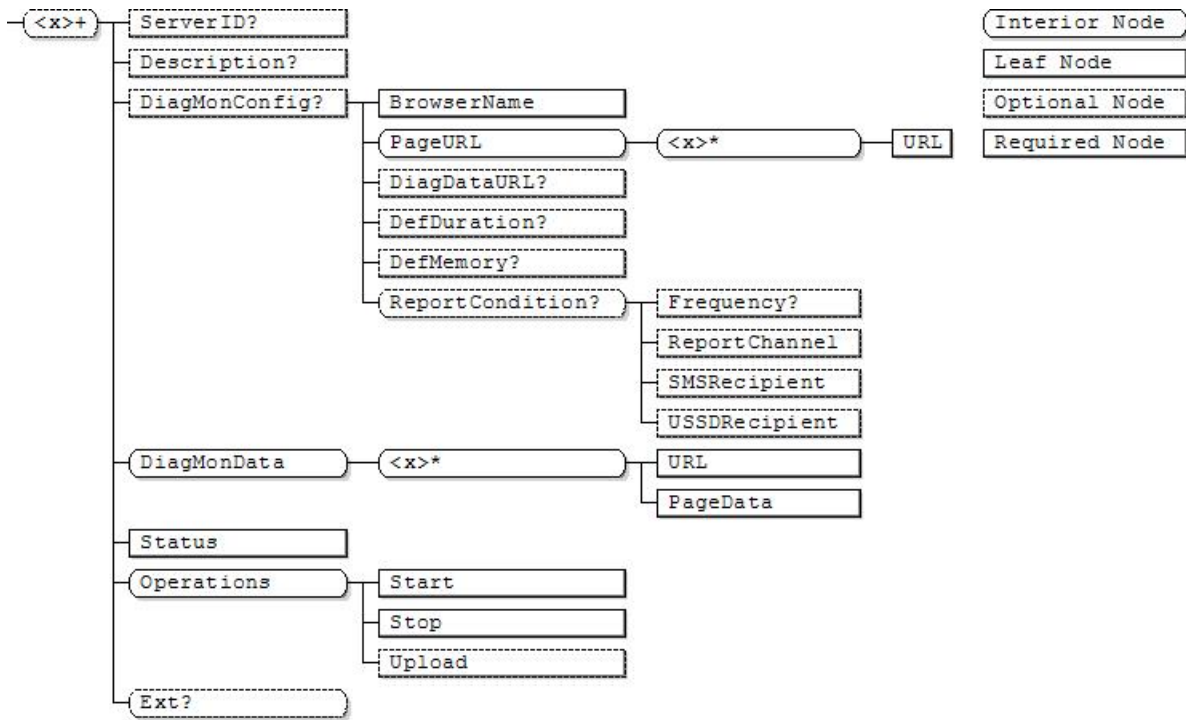 <x>+
ServerID?
Interior Node
Description?
Leaf Node
DiagMonConfig?
BrowserName
Optional Node
PageURL
<x>*
URL
Required Node
DiagDataURL?
DefDuration?
DefMemory?
ReportCondition?
Frequency?
ReportChannel
SMSRecipient
USSDRecipient
DiagMonData
<x>*
URL
PageData
Status
Operations
Start
Stop
Upload
Ext?